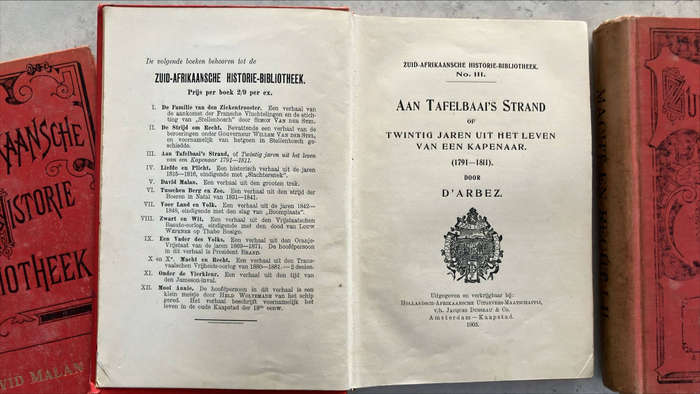 AANSCHE
HISTORIE
IOTHEEK
VID MALAN
De volgende boeken behooren tot de
ZUID-AFRIKAANSCHE HISTORIE-BIBLIOTHEEK.
Prijs per boek 2/9 per ex.
I. De Familie van den Ziekentrooster. Een verhaal van
de aankomst der Fransche Vluchtelingen en de stichting
van „Stellenbosch" door SIMON VAN DER STEL.
II. De Strijd om Recht. Bevattende een verhaal van de
beroeringen onder Gouverneur WILLEM VAN DER STEL,
en voornamelijk van hetgeen in Stellenbosch geschiedde.
III. Aan Tafelbaai's Strand, of Twintig jaren uit het leven
van een Kapenaar 1791–1811.
IV. Liefde en Plicht. Een historisch verhaal uit de jaren
1815–1816, eindigende met „Slachtersnek".
V. David Malan. Een verhaal uit den grooten trek.
VI. Tusschen Berg en Zee. Een verhaal uit den strijd der
Boeren in Natal van 1831–1841.
VII. Voor Land en Volk. Een verhaal uit de jaren 1842–
1848, eindigende met den slag van „Boomplaats".
VIII. Zwart en Wit. Een verhaal uit den Vrijstaatschen
Basuto-oorlog, eindigende met den dood van LOUW
WEPENER op Thabo Bosigo.
IX. Een Vader des Volks. Een verhaal uit den Oranje
Vrijstaat van de jaren 1869–1871. De hoofdpersoon
in dit verhaal is President BRAND.
X en X*. Macht en Recht. Een verhaal uit den Transvaalschen
Vrijheids-oorlog van 1880–1881. — 2 deelen.
XI. Onder de Vierkleur. Een verhaal uit den tijd van
den Jameson-inval.
XII. Mooi Annie. De hoofdpersoon in dit verhaal is een
klein meisje door HELD WOLTEMADE van het schip
gered. Het verhaal beschrijft voornamelijk het
leven in de oude Kaapstad der 18de eeuw.
ZUID-AFRIKAANSCHE HISTORIE-BIBLIOTHEEK.
No. III.
AAN TAFELBAAI'S STRAND
OF
TWINTIG JAREN UIT HET LEVEN
VAN EEN KAPENAAR.
(1791–1811).
DOOR
D'ARBEZ.
Uitgegeven en verkrijgbaar bij:
HOLLANDSCH-AFRIKAANSCHE UITGEVERS-MAATSCHAPPIJ,
v/h. JACQUES DUSSEAU & Co.
Amsterdam—Kaapstad.
1905.